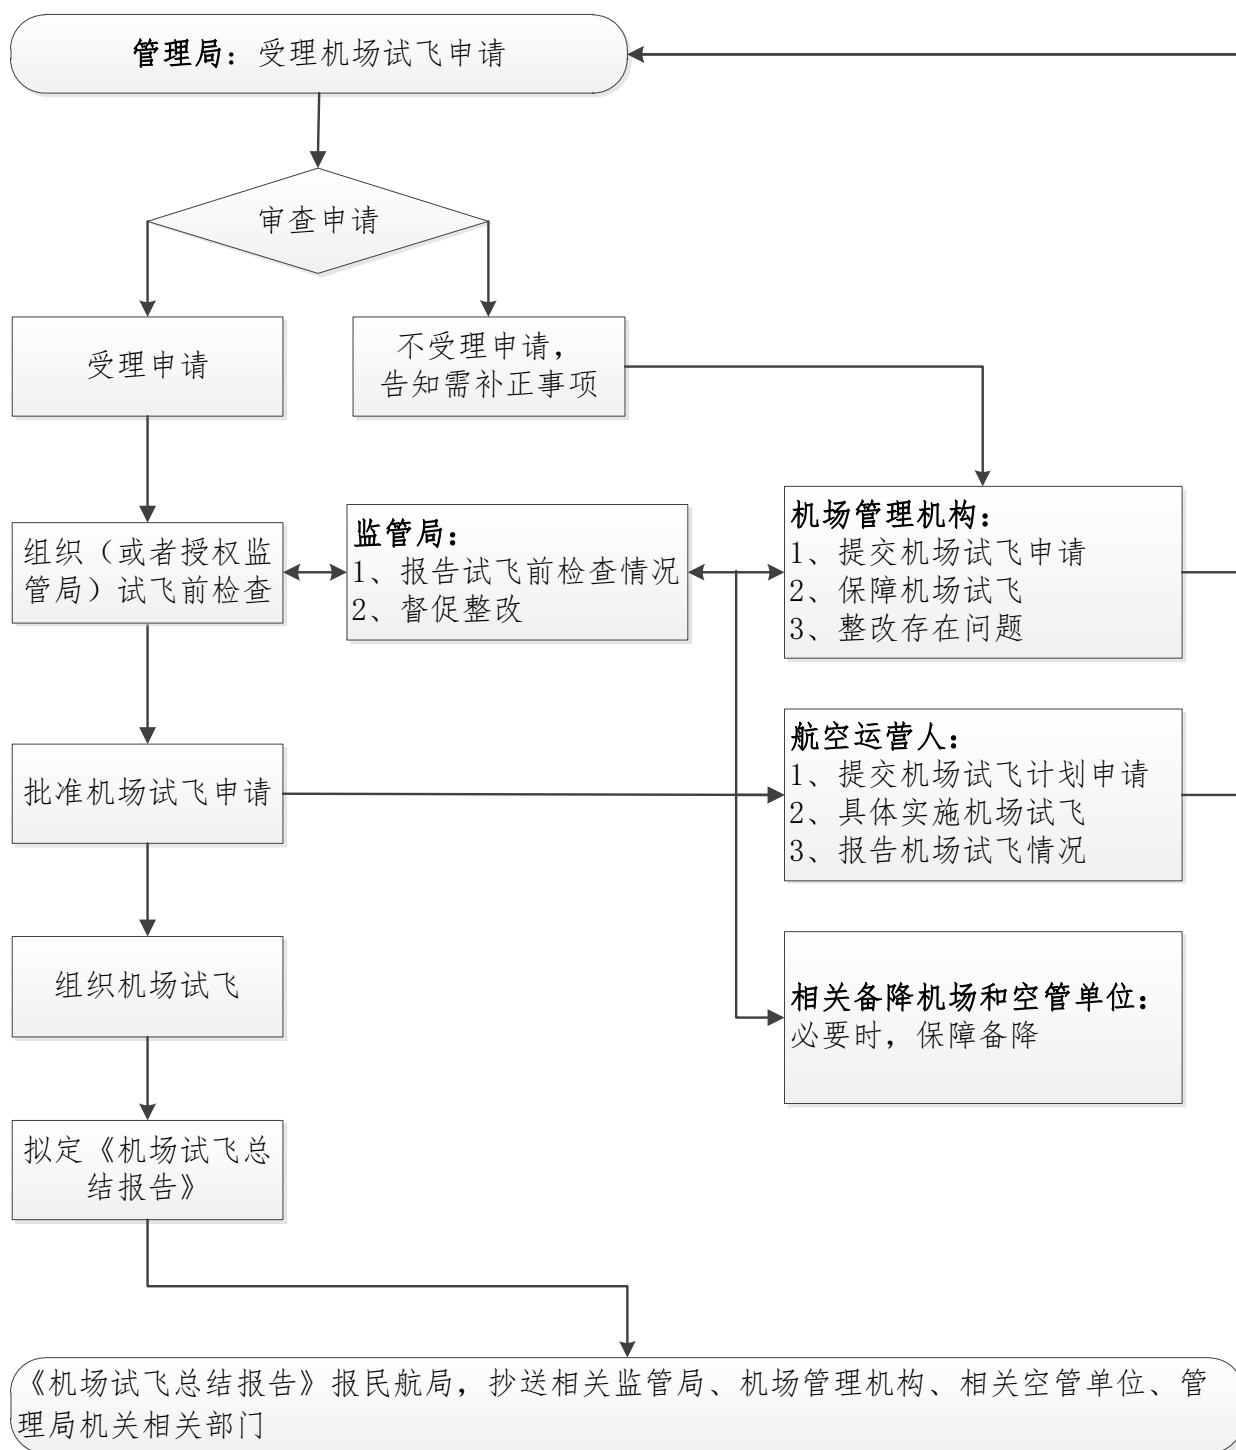 管理局：受理机场试飞申请
审查申请
受理申请
不受理申请，
告知需补正事项
组织（或者授权监
管局）试飞前检查
监管局：
1、报告试飞前检查情况
2、督促整改
机场管理机构：
1、提交机场试飞申请
2、保障机场试飞
3、整改存在问题
批准机场试飞申请
航空运营人：
1、提交机场试飞计划申请
2、具体实施机场试飞
3、报告机场试飞情况
组织机场试飞
相关备降机场和空管单位：
必要时，保障备降
拟定《机场试飞总
结报告》
《机场试飞总结报告》报民航局，抄送相关监管局、机场管理机构、相关空管单位、管
理局机关相关部门